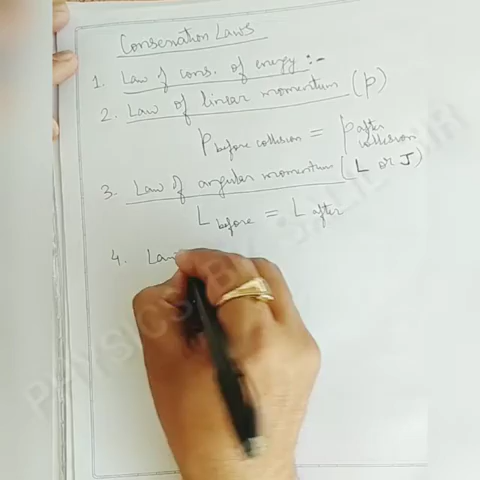 Conservation Laws
1. Law of cons. of energy :-
2. Law of linear momentum (p)
p before collision = p after collision
3. Law of angular momentum (L or J)
L before = L after
4. Law